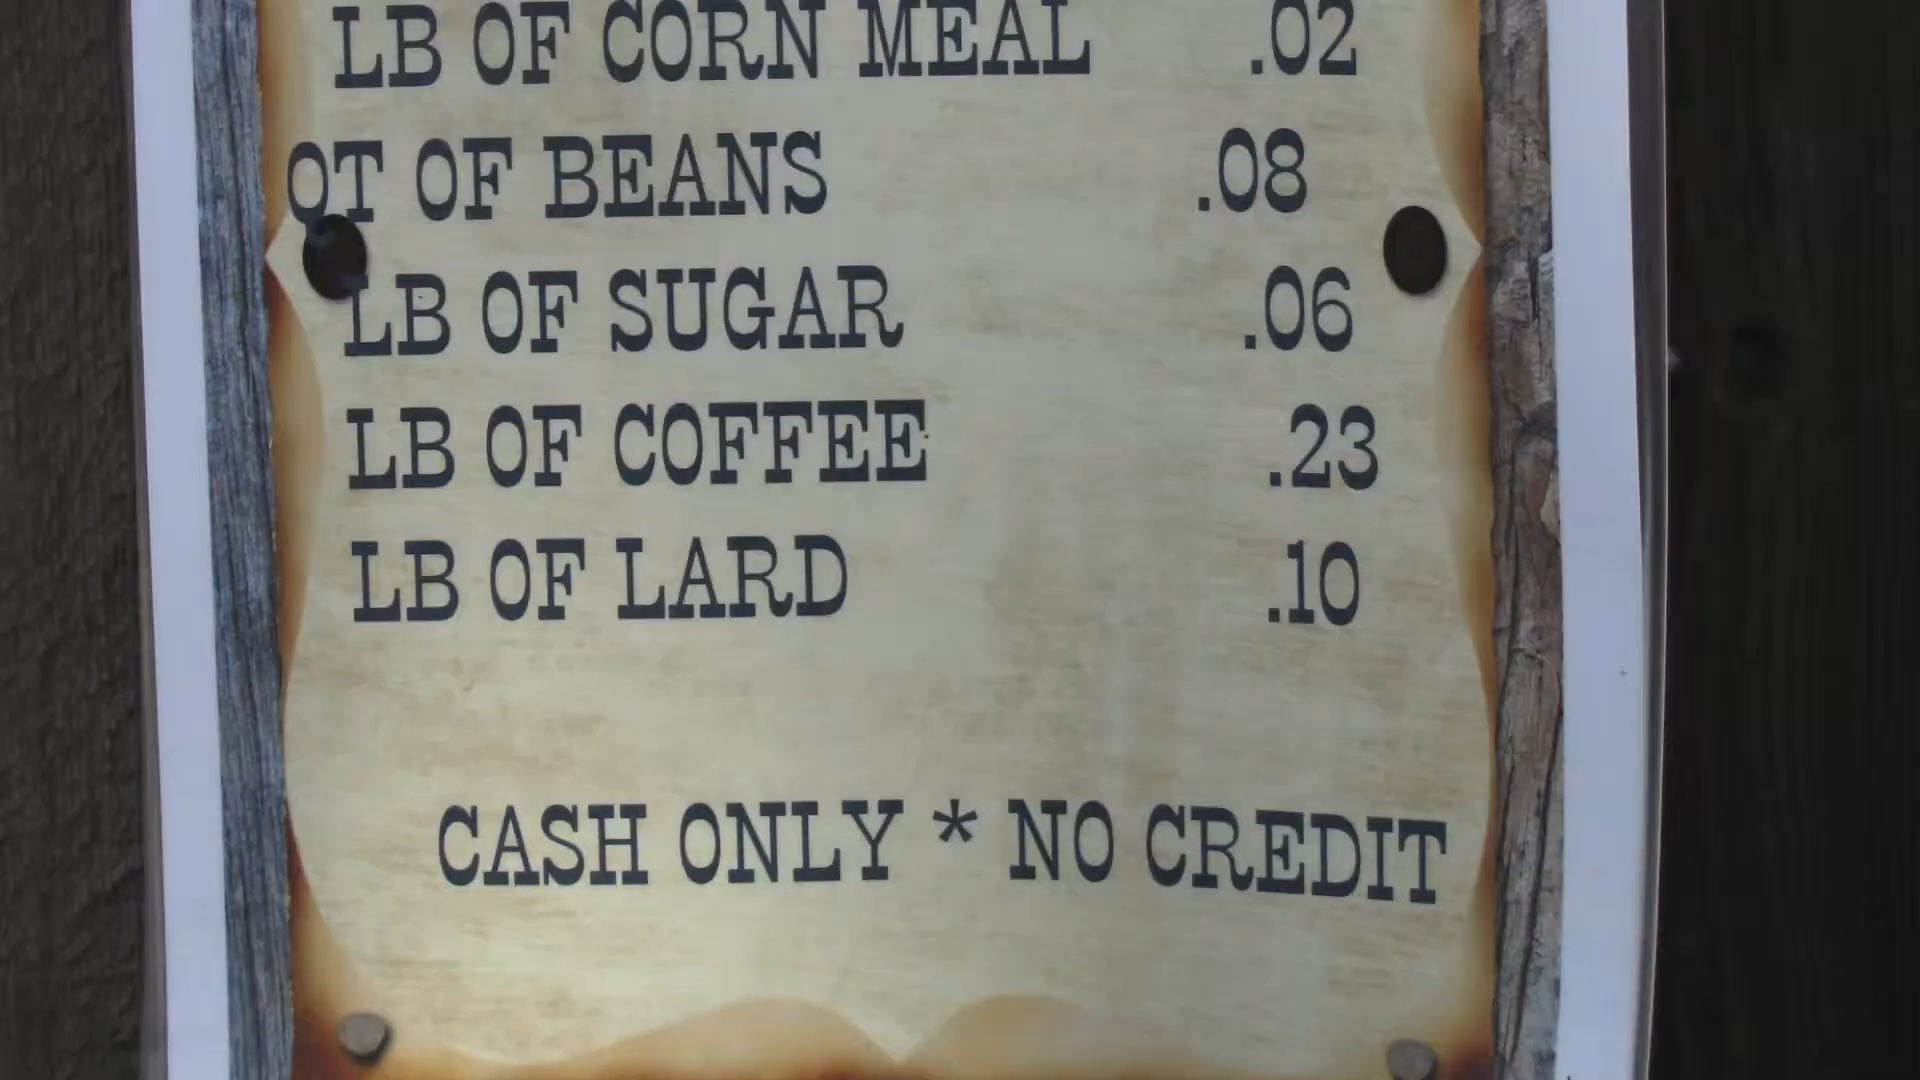 LB OF CORN MEAL .02
QT OF BEANS .08
LB OF SUGAR .06
LB OF COFFEE .23
LB OF LARD .10
CASH ONLY * NO CREDIT